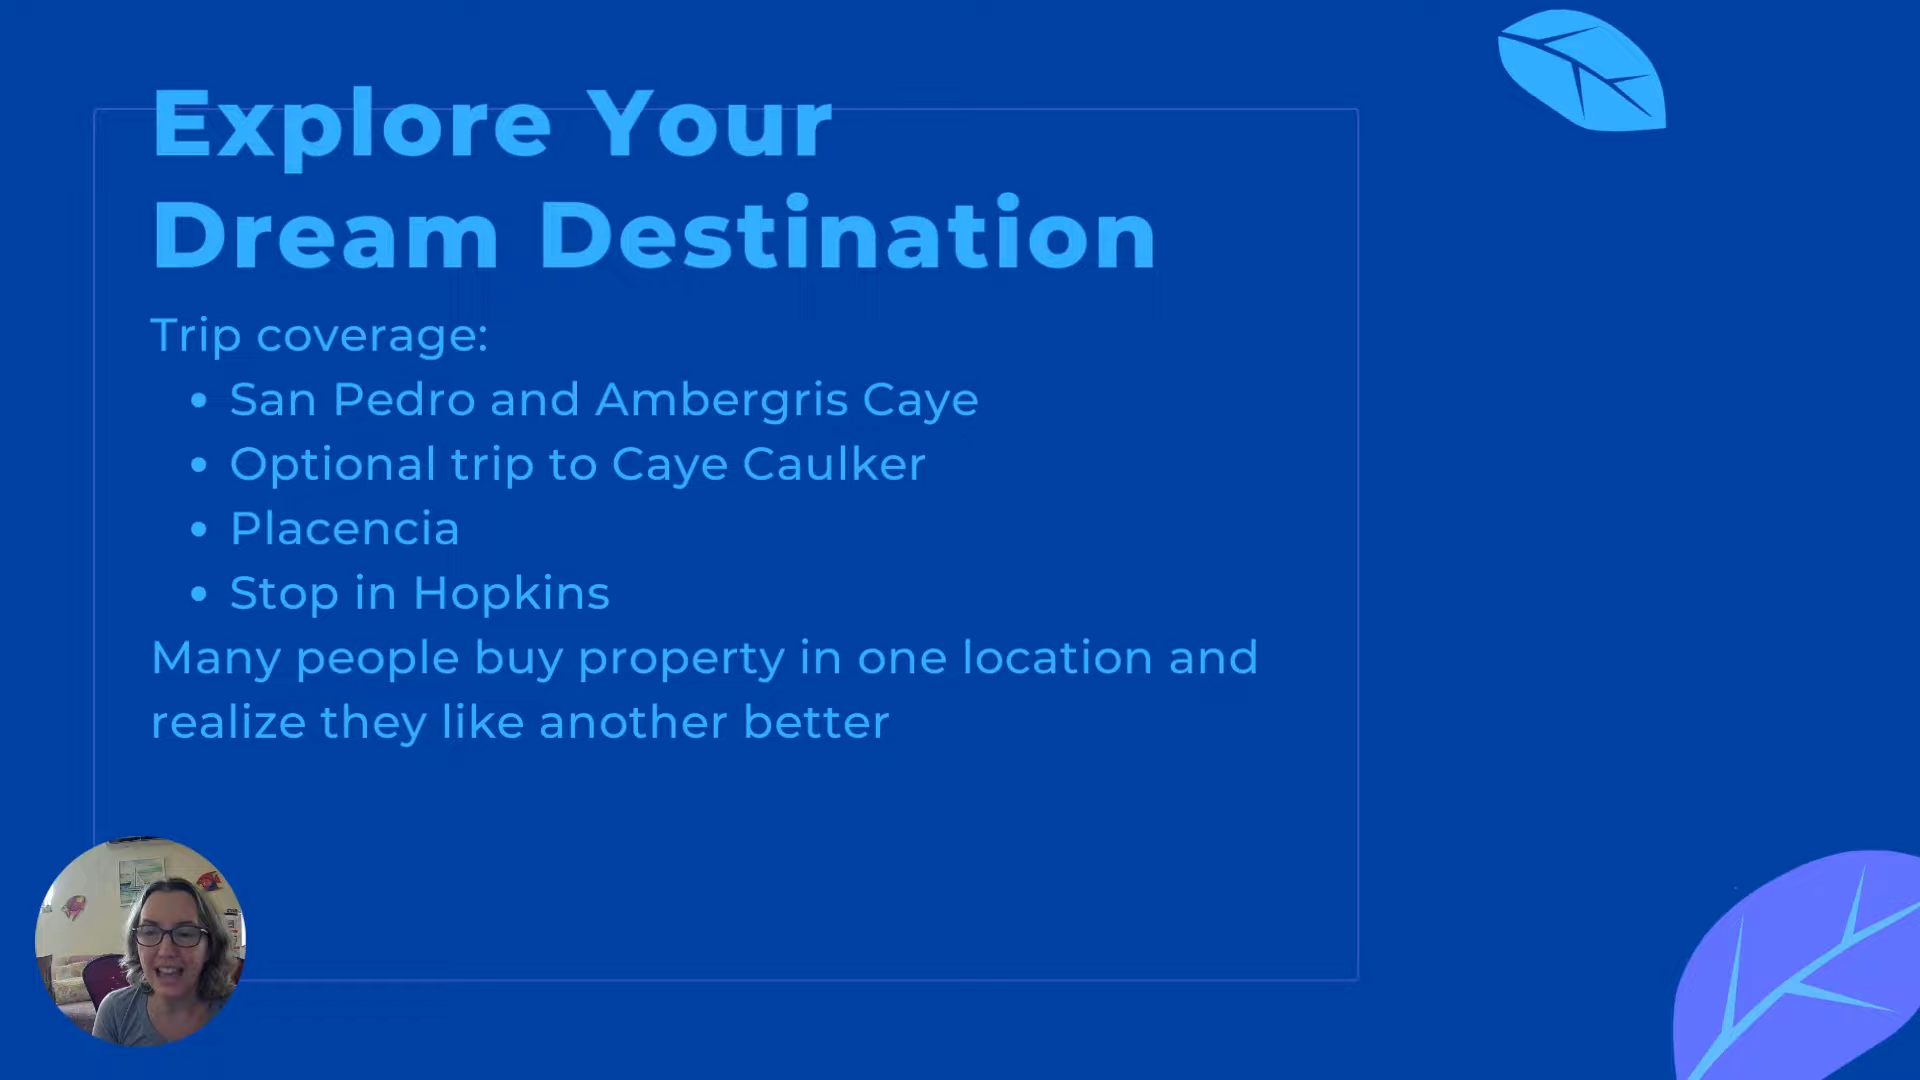 Explore Your
Dream Destination
Trip coverage:
• San Pedro and Ambergris Caye
• Optional trip to Caye Caulker
• Placencia
• Stop in Hopkins
Many people buy property in one location and
realize they like another better